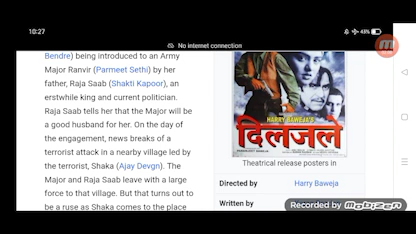 10:27
48%
No internet connection
Bendre) being introduced to an Army
Major Ranvir (Parmeet Sethi) by her
father, Raja Saab (Shakti Kapoor), an
erstwhile king and current politician.
Raja Saab tells her that the Major will be
a good husband for her. On the day of
the engagement, news breaks of a
terrorist attack in a nearby village led by
the terrorist, Shaka (Ajay Devgn). The
Major and Raja Saab leave with a large
force to that village. But that turns out to
be a ruse as Shaka comes to the place
HARRY BAWEJA'S
दिलजले
Theatrical release posters in
Directed by Harry Baweja
Written by
Recorded by mobizen